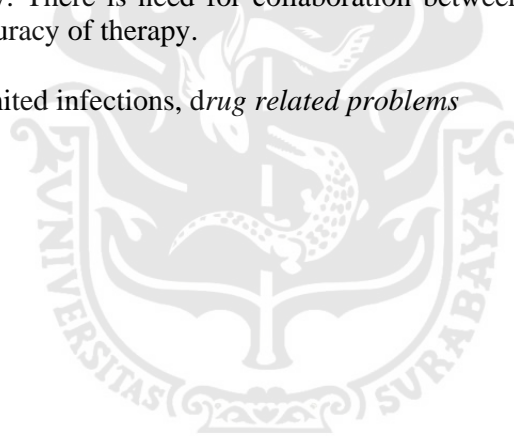 y. There is need for collaboration between
uracy of therapy.
nited infections, drug related problems
UNIVERSITAS SURABAYA